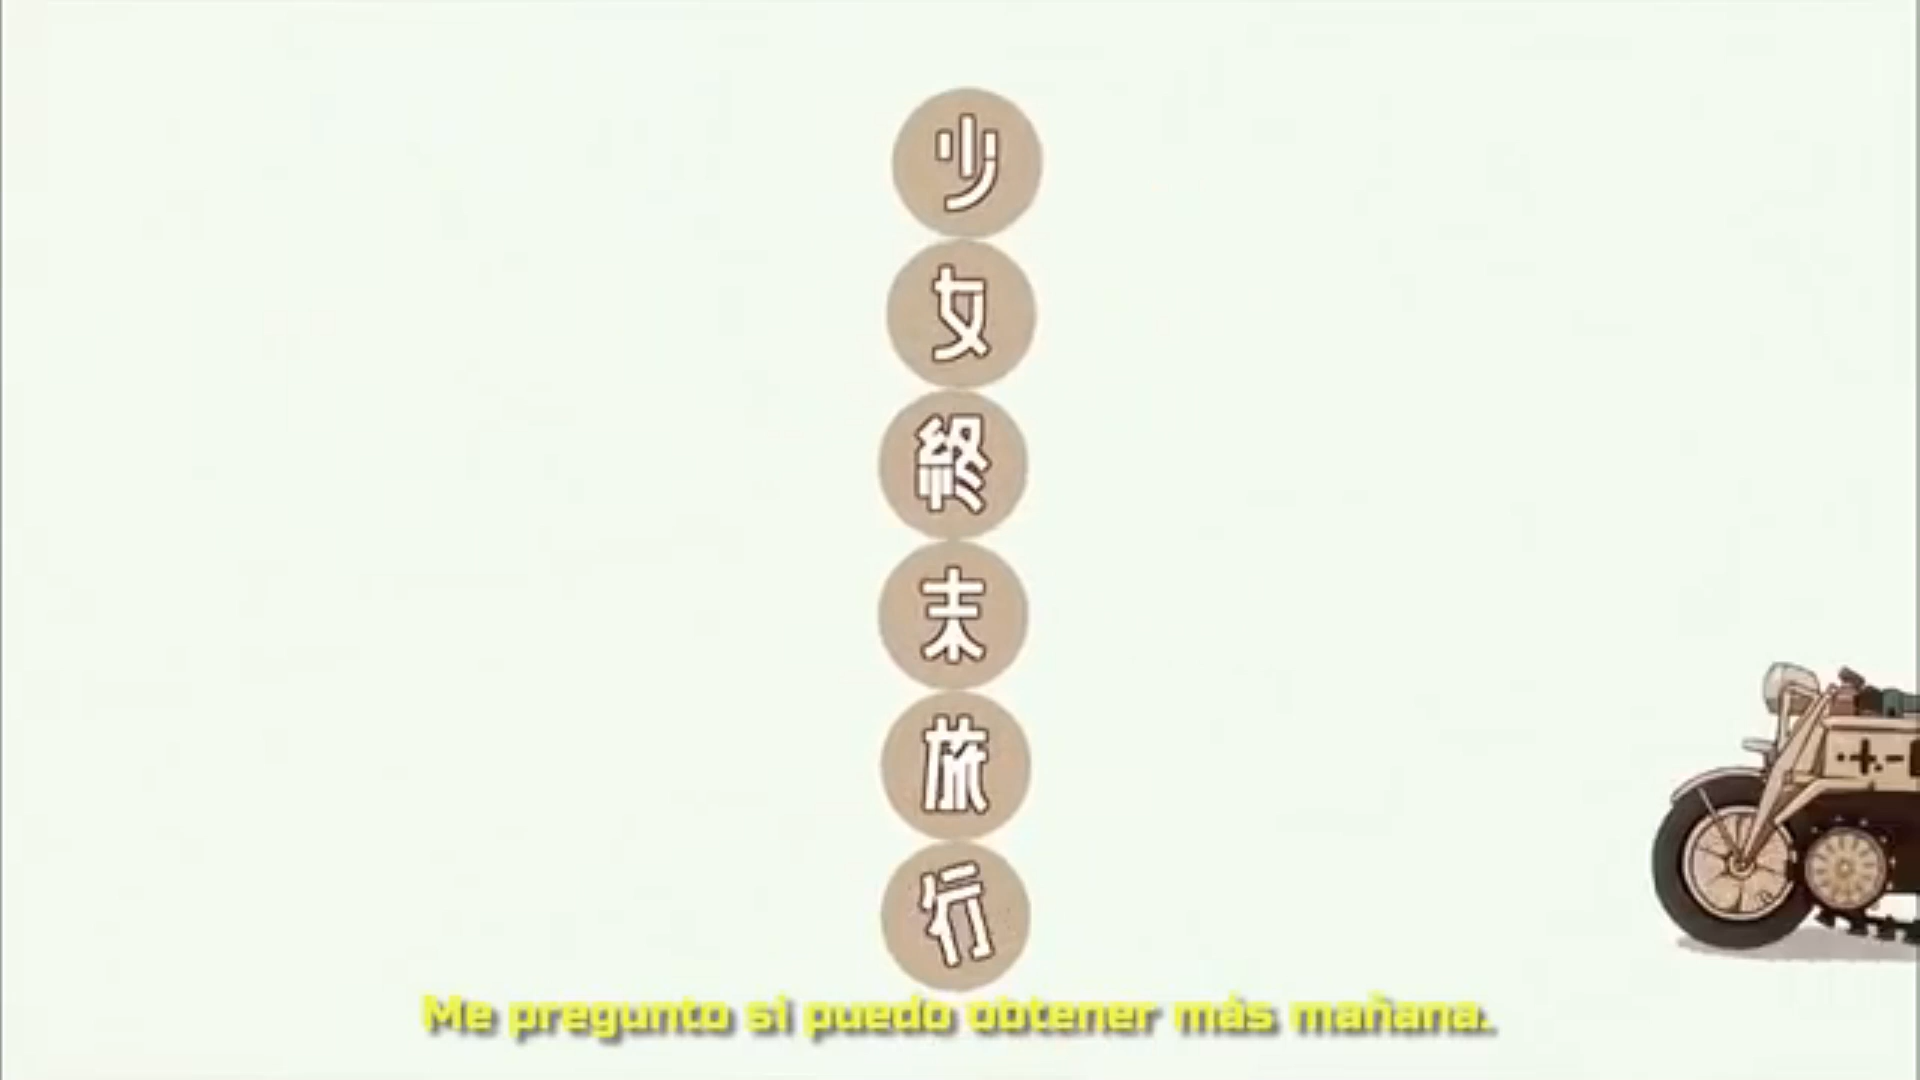 少女終末旅行
Me pregunto si puedo obtener más mañana.